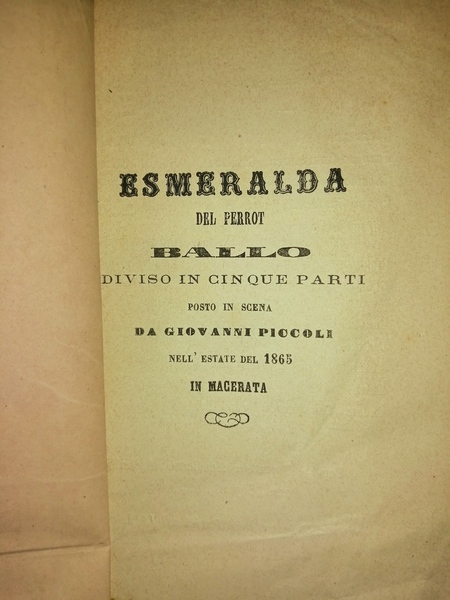 ESMERALDA
DEL PERROT
BALLO
DIVISO IN CINQUE PARTI
POSTO IN SCENA
DA GIOVANNI PICCOLI
NELL' ESTATE DEL 1865
IN MACERATA